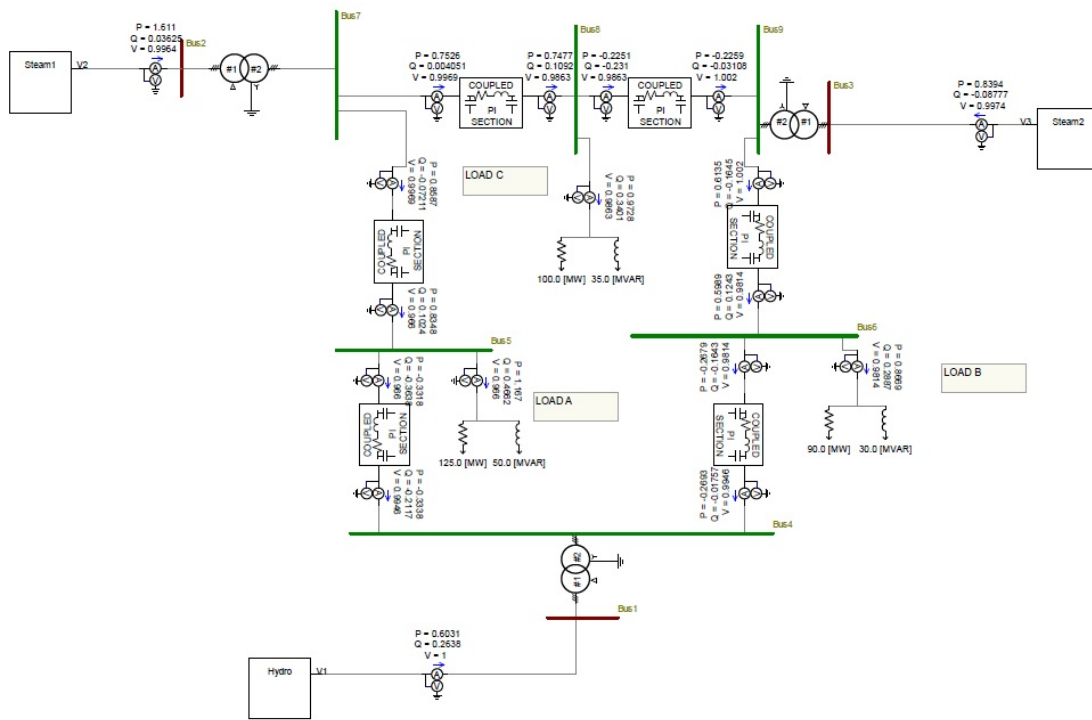 Bus7
Bus8
Bus9
P = 1.611
Q = 0.03625
V = 0.9964
Bus2
Steam1
V2
#1
#2
P = 0.7526
Q = 0.004051
V = 0.9969
P = 0.7477
Q = 0.1092
V = 0.9863
P = -0.2251
Q = -0.231
V = 0.9863
P = -0.2259
Q = -0.03108
V = 1.002
COUPLED
PI
SECTION
COUPLED
PI
SECTION
Bus3
#2
#1
P = 0.8394
Q = -0.08777
V = 0.9974
V3
Steam2
P = 0.8587
Q = -0.07211
V = 0.9969
LOAD C
P = 0.9728
Q = 0.3401
V = 0.9863
P = 0.6135
Q = -0.1645
V = 1.002
COUPLED
PI
SECTION
COUPLED
PI
SECTION
100.0 [MW]
35.0 [MVAR]
P = 0.8348
Q = 0.1024
V = 0.966
P = 0.5989
Q = 0.1243
V = 0.9814
Bus5
Bus6
P = -0.3318
V = 0.966
P = 1.167
Q = 0.4662
V = 0.966
LOAD A
P = -0.2679
Q = -0.1643
V = 0.9814
P = 0.8669
Q = 0.2887
V = 0.9814
LOAD B
COUPLED
PI
SECTION
COUPLED
PI
SECTION
125.0 [MW]
50.0 [MVAR]
90.0 [MW]
30.0 [MVAR]
P = -0.3338
Q = -0.2117
V = 0.9946
P = -0.2693
Q = -0.01757
V = 0.9946
Bus4
#2
#1
Bus1
P = 0.6031
Q = 0.2638
V = 1
Hydro
V1